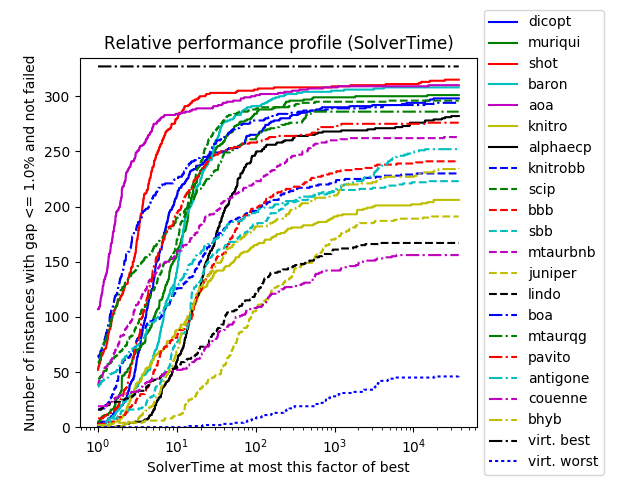 Relative performance profile (SolverTime)
Number of instances with gap <= 1.0% and not failed
300
250
200
150
100
50
0
10^0 10^1 10^2 10^3 10^4
SolverTime at most this factor of best
dicopt
muriqui
shot
baron
aoa
knitro
alphaecp
knitrobb
scip
bbb
sbb
mtaurbnb
juniper
lindo
boa
mtaurqg
pavito
antigone
couenne
bhyb
virt. best
virt. worst